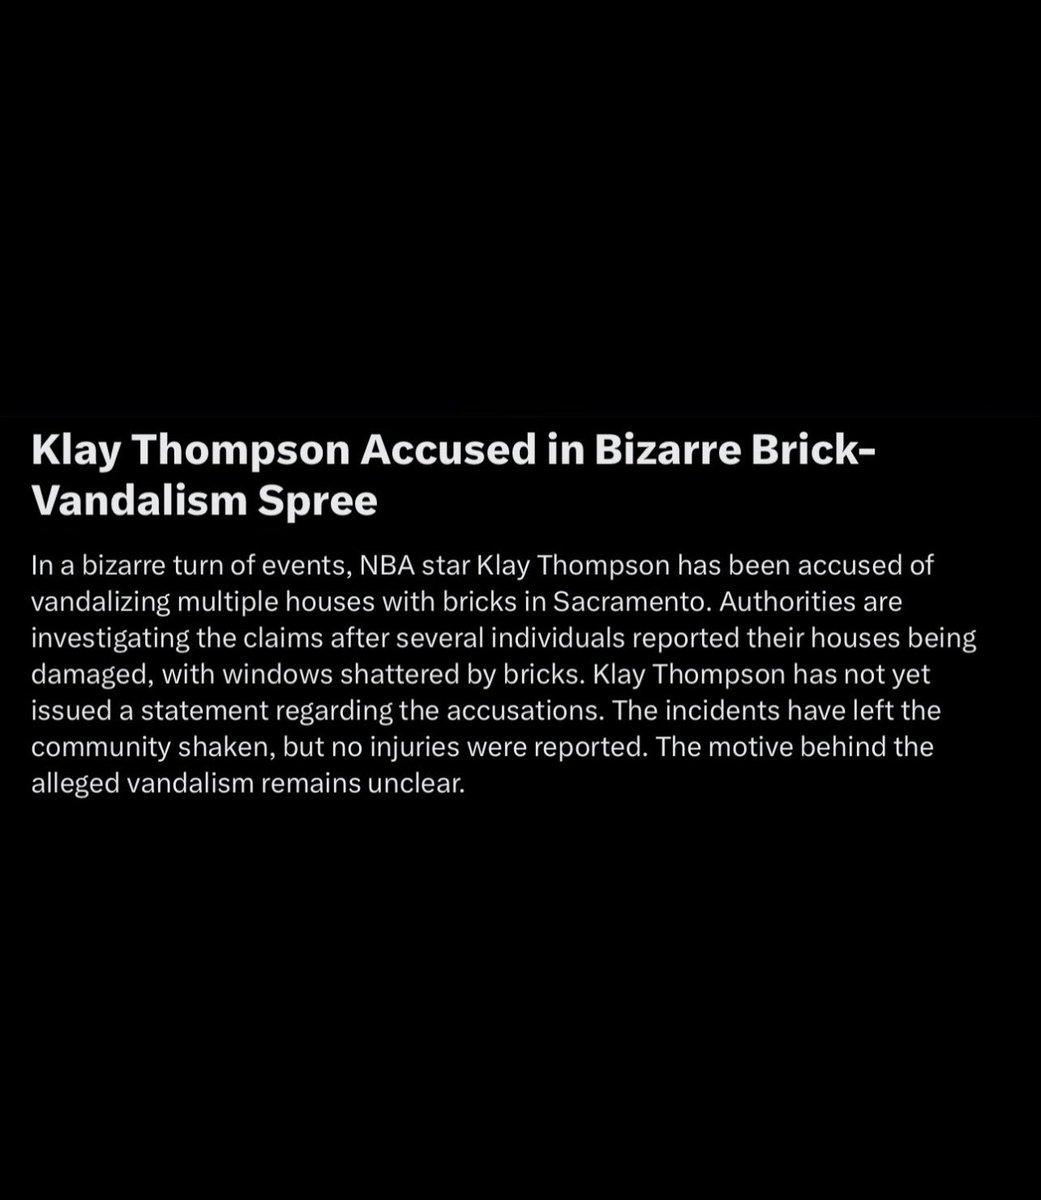 Klay Thompson Accused in Bizarre Brick-
Vandalism Spree
In a bizarre turn of events, NBA star Klay Thompson has been accused of
vandalizing multiple houses with bricks in Sacramento. Authorities are
investigating the claims after several individuals reported their houses being
damaged, with windows shattered by bricks. Klay Thompson has not yet
issued a statement regarding the accusations. The incidents have left the
community shaken, but no injuries were reported. The motive behind the
alleged vandalism remains unclear.